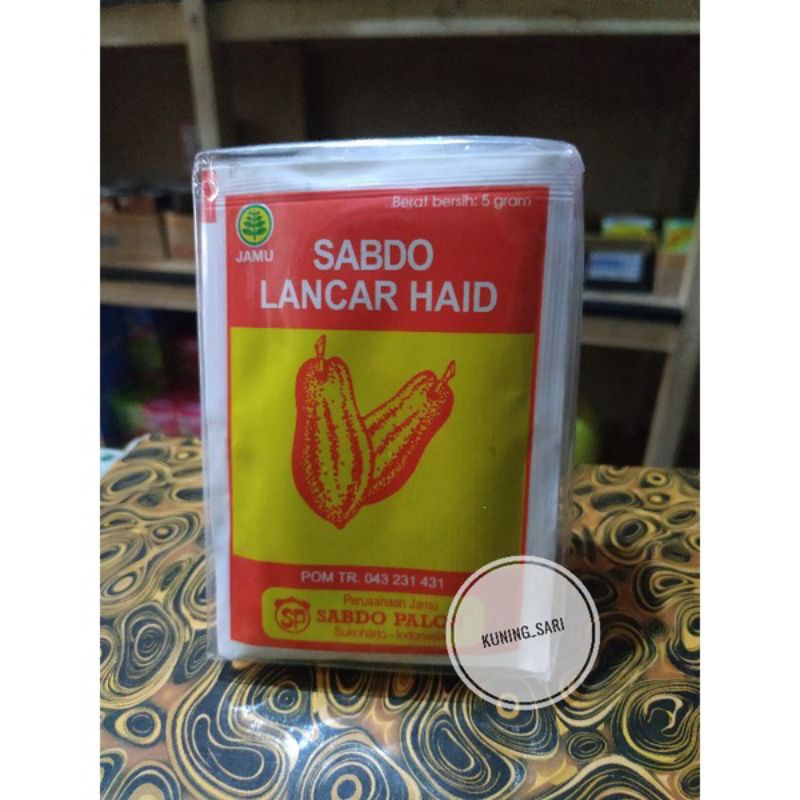 Berat bersih: 5 gram
JAMU
SABDO
LANCAR HAID
POM TR. 043 231 431
Perusahaan Jamu
SP
SABDO
Sukoharjo - Indonesia
KUNING_SARI